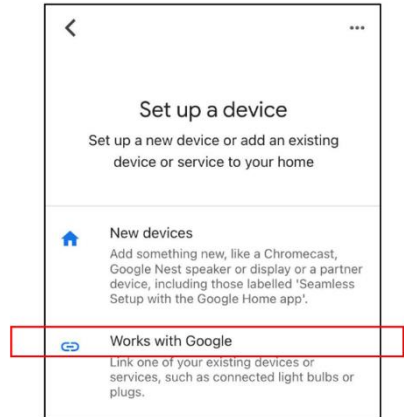 Set up a device
Set up a new device or add an existing
device or service to your home
New devices
Add something new, like a Chromecast,
Google Nest speaker or display or a partner
device, including those labelled 'Seamless
Setup with the Google Home app'.
Works with Google
Link one of your existing devices or
services, such as connected light bulbs or
plugs.